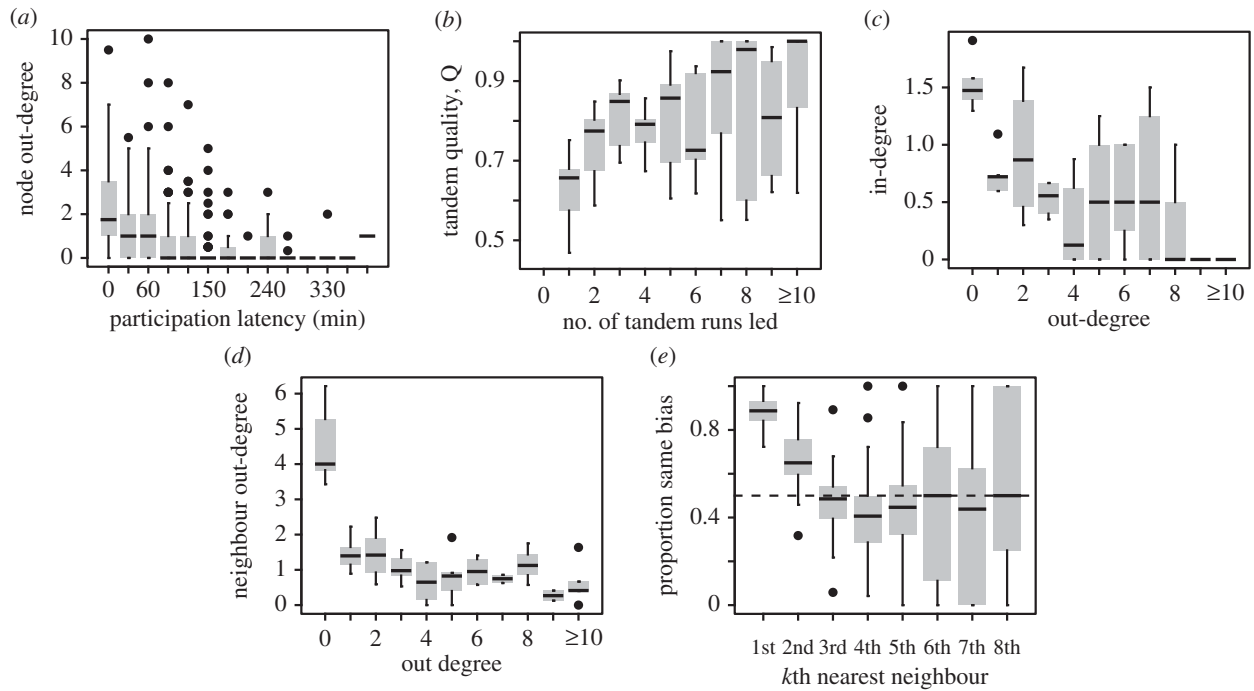 (a)
node out-degree
10
8
6
4
2
0
0 60 150 240 330
participation latency (min)
(b)
tandem quality, Q
0.9
0.7
0.5
0 2 4 6 8 ≥10
no. of tandem runs led
(c)
in-degree
1.5
1.0
0.5
0
0 2 4 6 8 ≥10
out-degree
(d)
neighbour out-degree
6
5
4
3
2
1
0
0 2 4 6 8 ≥10
out degree
(e)
proportion same bias
0.8
0.4
0
1st 2nd 3rd 4th 5th 6th 7th 8th
kth nearest neighbour